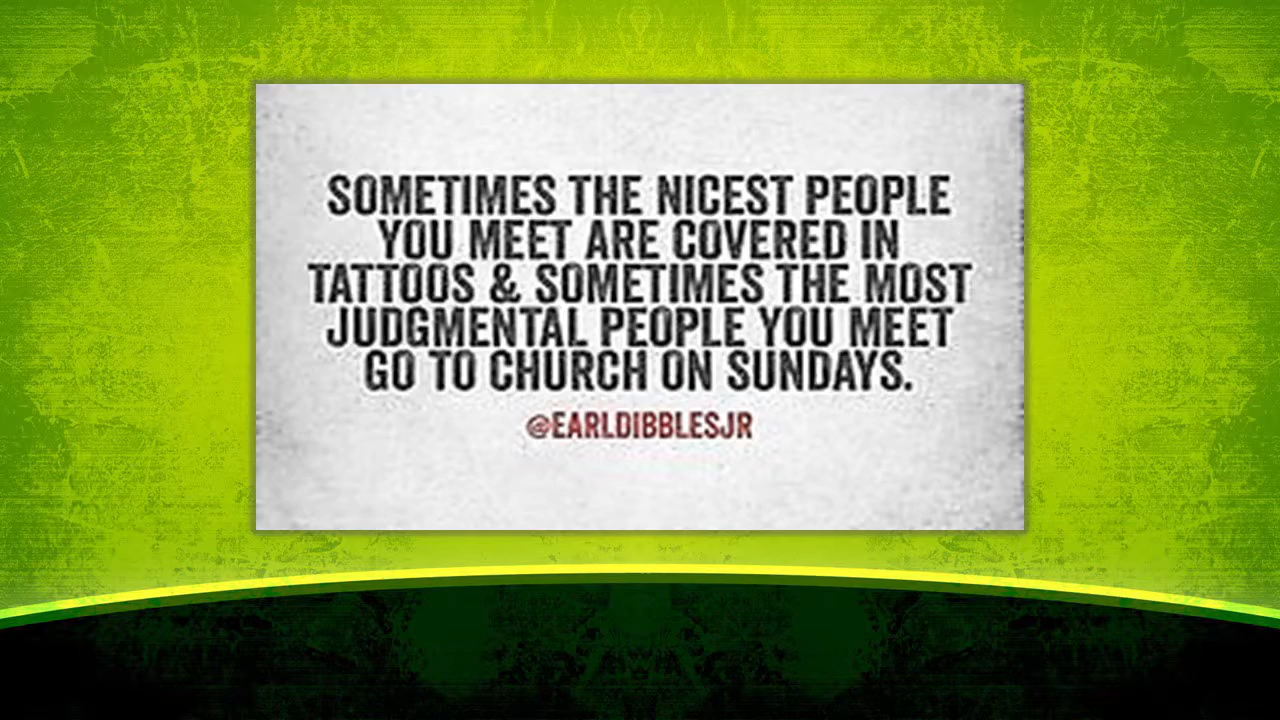 SOMETIMES THE NICEST PEOPLE
YOU MEET ARE COVERED IN
TATTOOS & SOMETIMES THE MOST
JUDGMENTAL PEOPLE YOU MEET
GO TO CHURCH ON SUNDAYS.
@EARLDIBBLESJR